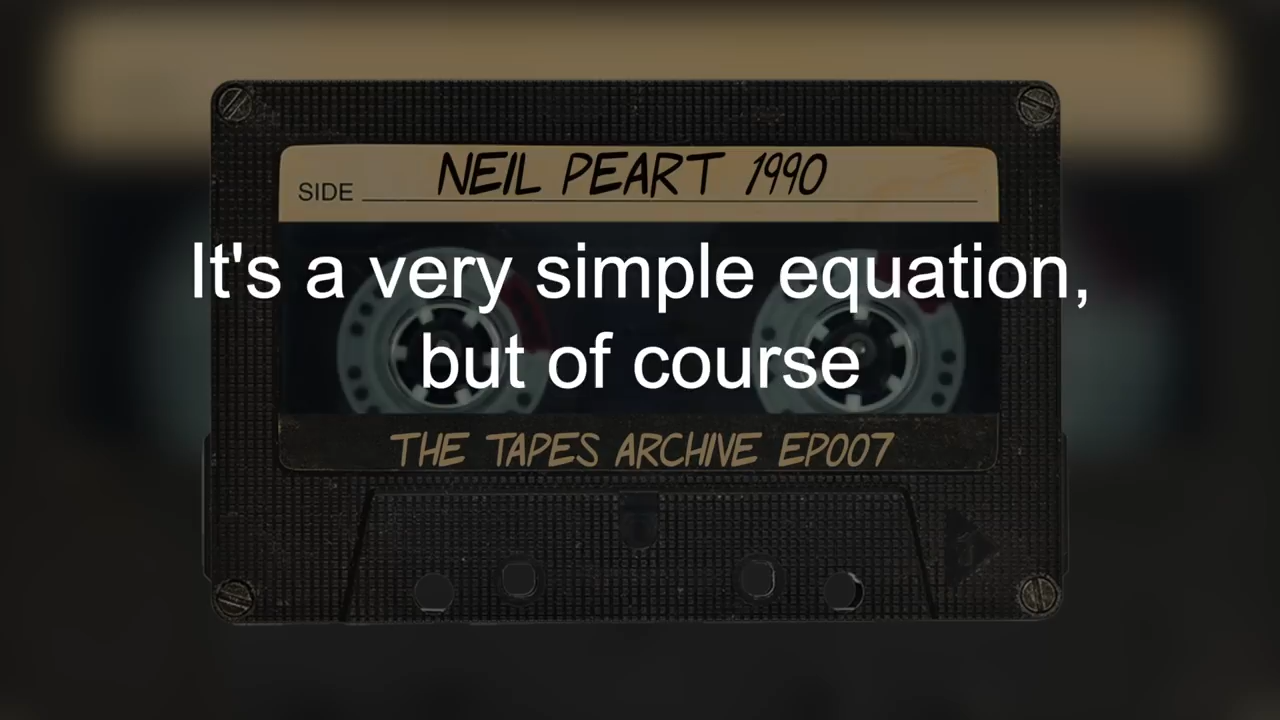 NEIL PEART 1990
SIDE
It's a very simple equation,
but of course
THE TAPES ARCHIVE EP007